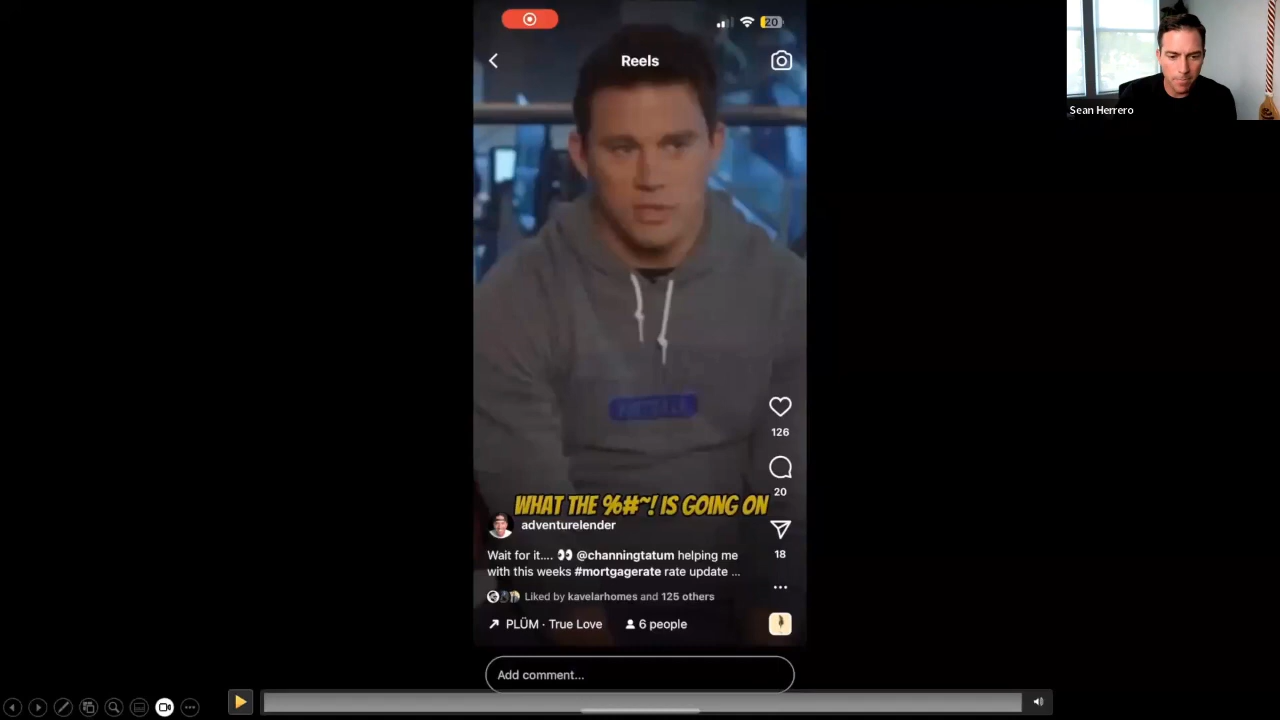 20
Reels
Sean Herrero
126
20
WHAT THE %#~! IS GOING ON
adventurelender
18
Wait for it.... 👀 @channingtatum helping me
with this weeks #mortgagerate rate update ...
Liked by kavelarhomes and 125 others
PLÜM · True Love
6 people
Add comment...